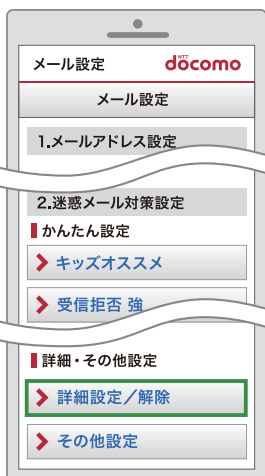 メール設定
NTT
döcomo
メール設定
1.メールアドレス設定
2.迷惑メール対策設定
かんたん設定
キッズオススメ
受信拒否 強
詳細・その他設定
詳細設定／解除
その他設定